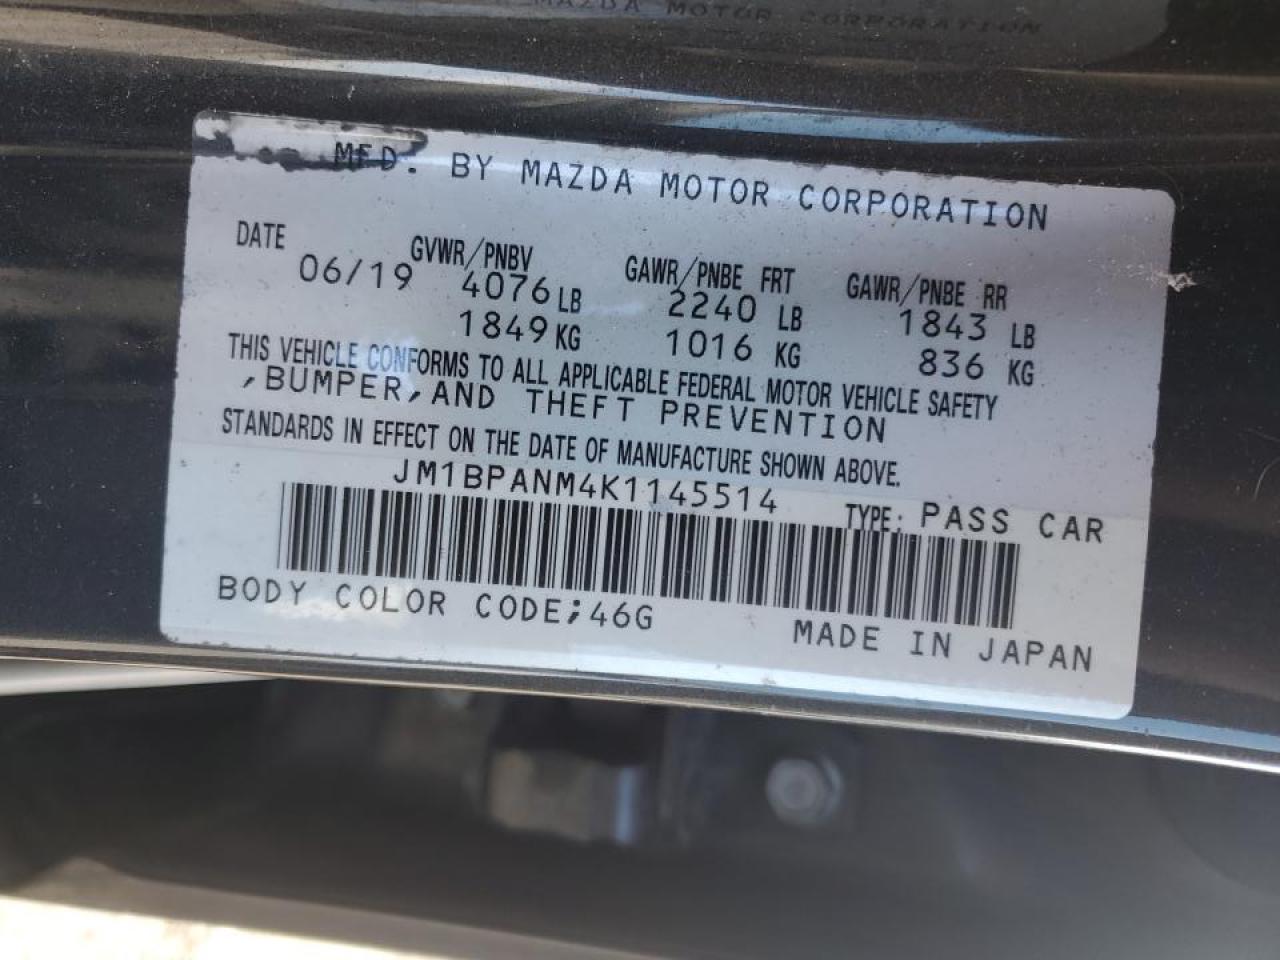 MAZDA MOTOR CORPORATION
MFD. BY MAZDA MOTOR CORPORATION
DATE GVWR/PNBV GAWR/PNBE FRT GAWR/PNBE RR
06/19 4076 LB 2240 LB 1843 LB
1849 KG 1016 KG 836 KG
THIS VEHICLE CONFORMS TO ALL APPLICABLE FEDERAL MOTOR VEHICLE SAFETY
,BUMPER,AND THEFT PREVENTION
STANDARDS IN EFFECT ON THE DATE OF MANUFACTURE SHOWN ABOVE.
JM1BPANM4K1145514 TYPE: PASS CAR
BODY COLOR CODE;46G MADE IN JAPAN